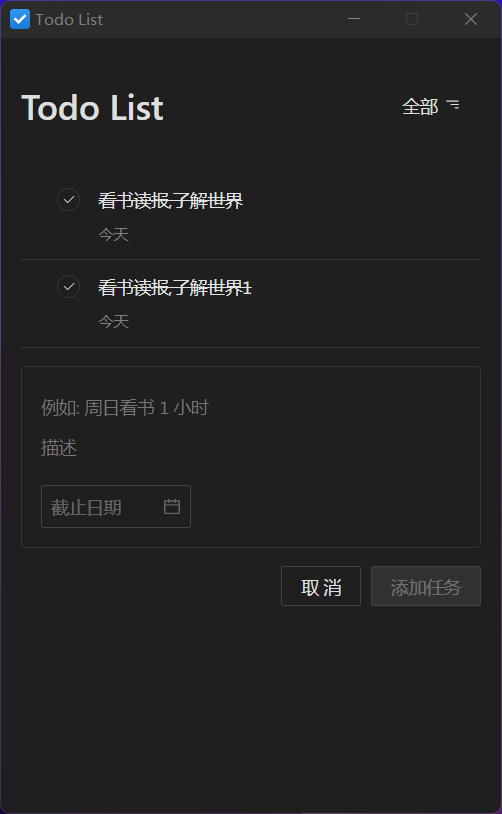 Todo List
Todo List
全部
看书读报,了解世界
今天
看书读报,了解世界1
今天
例如: 周日看书 1 小时
描述
截止日期
取 消
添加任务